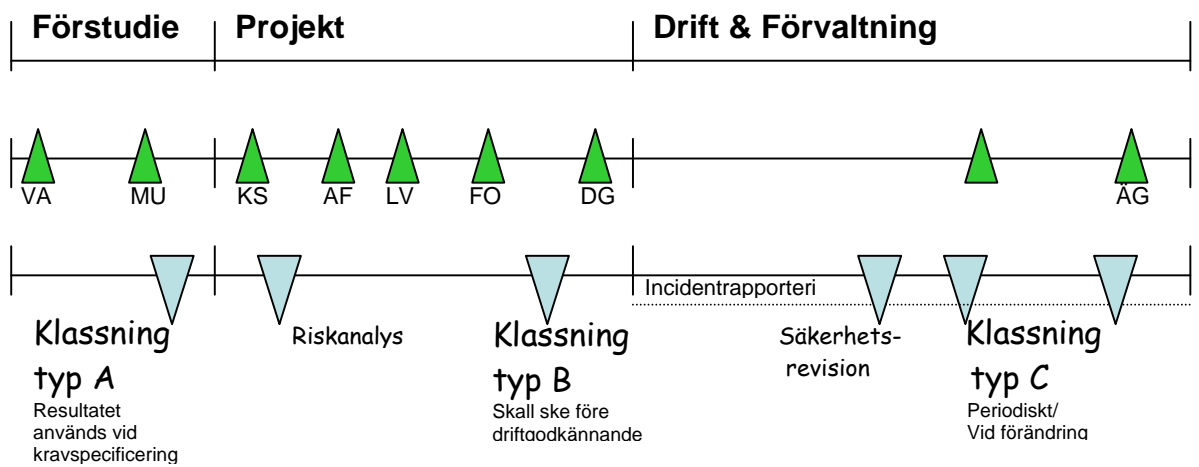 Förstudie Projekt Drift & Förvaltning
VA MU KS AF LV FO DG ÄG
Incidentrapporteri
Klassning
typ A
Resultatet
används vid
kravspecificering
Riskanalys
Klassning
typ B
Skall ske före
driftgodkännande
Säkerhets-
revision
Klassning
typ C
Periodiskt/
Vid förändring